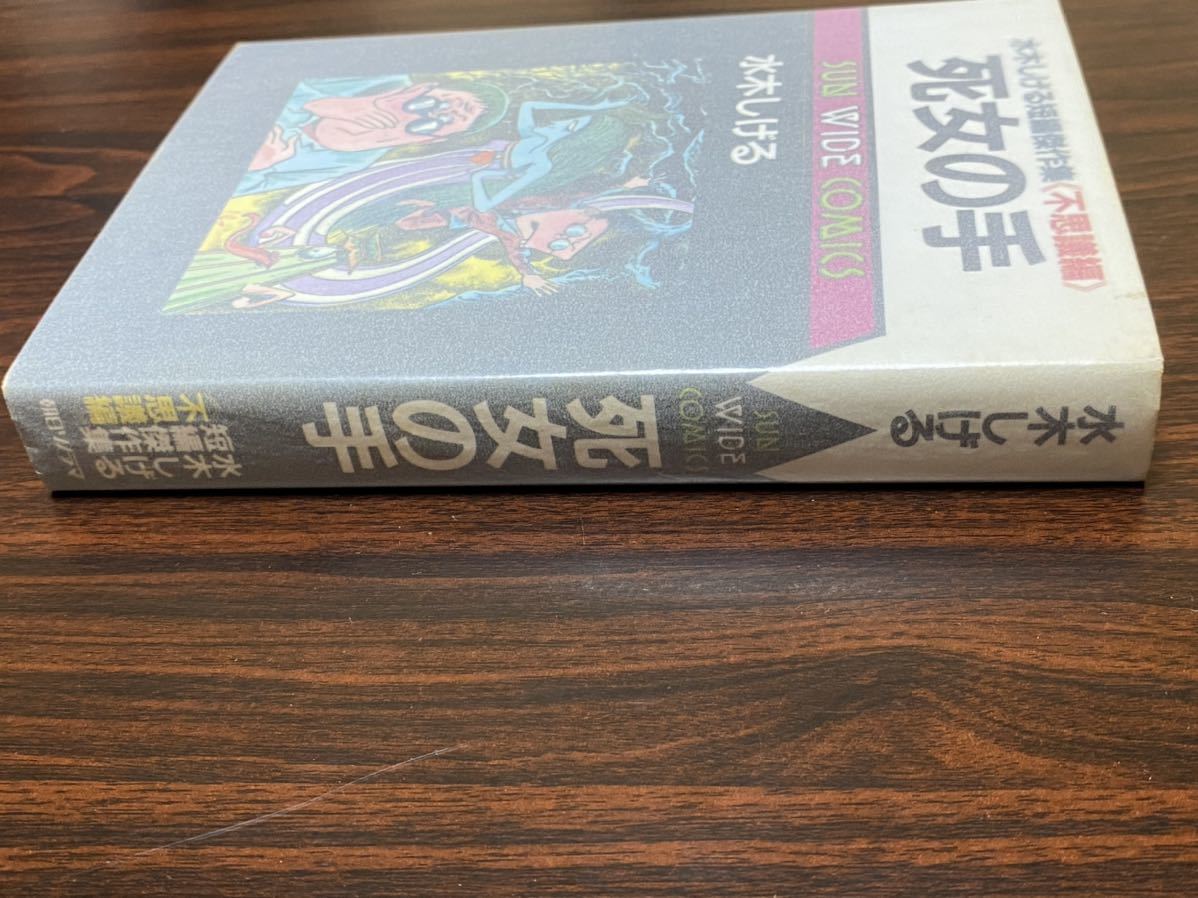 水木しげる短編傑作集〈不思議編〉
死女の手
SUN WIDE COMICS
水木しげる
水木しげる
SUN
WIDE
COMICS
死女の手
水木しげる
短編傑作集
不思議編
朝日ソノラマ